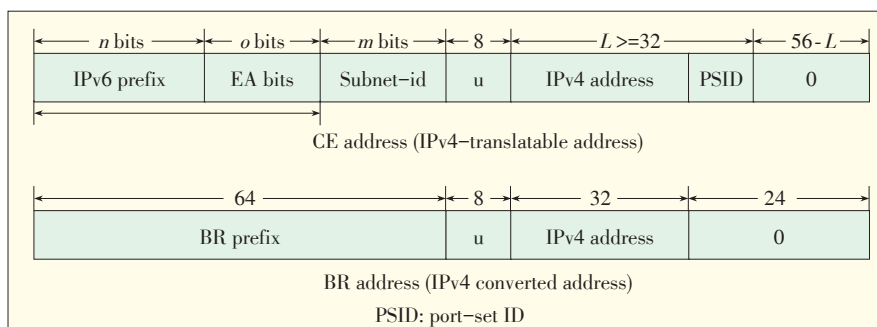 n bits o bits m bits 8 L >=32 56-L
IPv6 prefix EA bits Subnet-id u IPv4 address PSID 0
CE address (IPv4-translatable address)
64 8 32 24
BR prefix u IPv4 address 0
BR address (IPv4 converted address)
PSID: port-set ID